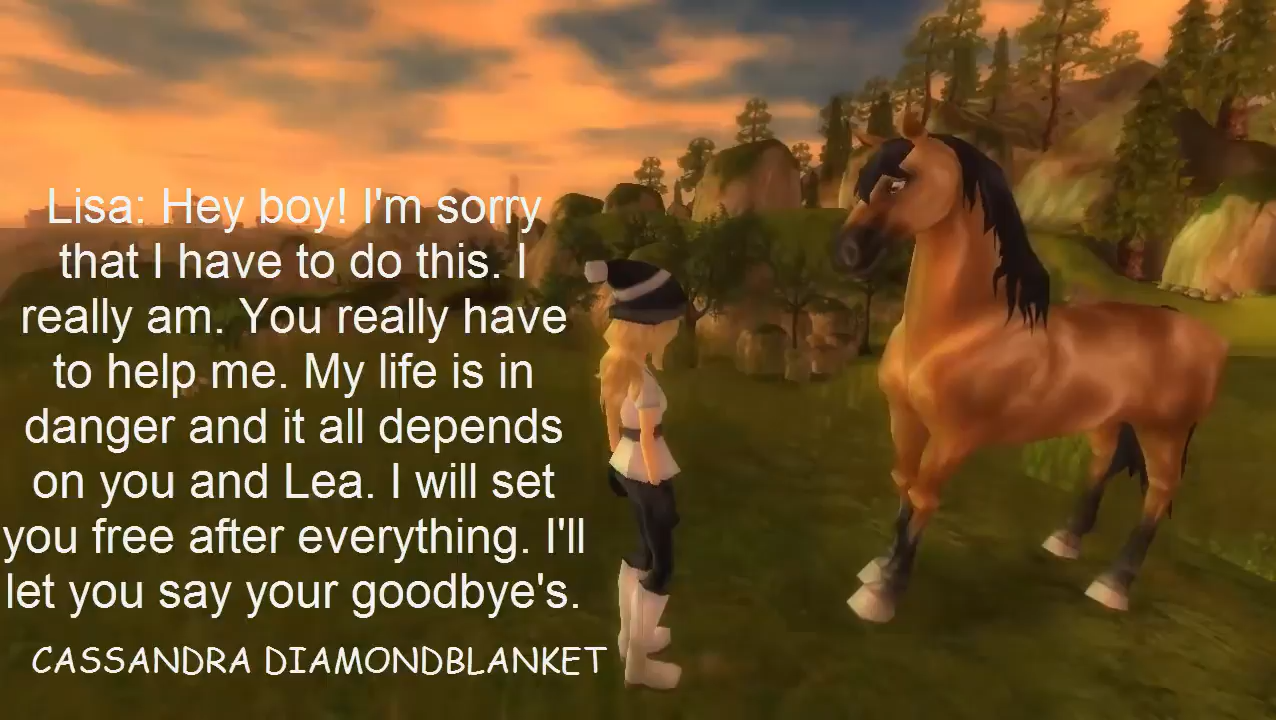 Lisa: Hey boy! I'm sorry
that I have to do this. I
really am. You really have
to help me. My life is in
danger and it all depends
on you and Lea. I will set
you free after everything. I'll
let you say your goodbye's.
CASSANDRA DIAMONDBLANKET